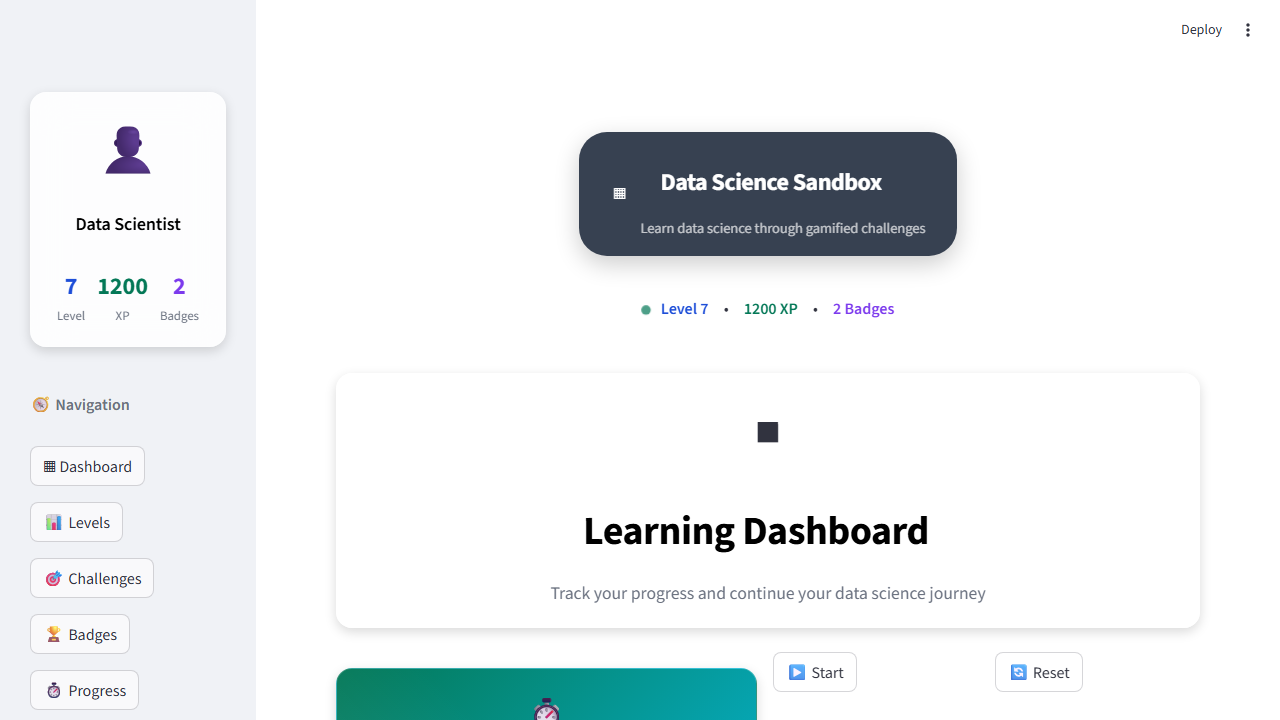 Deploy
Data Scientist
7 1200 2
Level XP Badges
Navigation
Dashboard
Levels
Challenges
Badges
Progress
Data Science Sandbox
Learn data science through gamified challenges
Level 7 • 1200 XP • 2 Badges
Learning Dashboard
Track your progress and continue your data science journey
Start
Reset